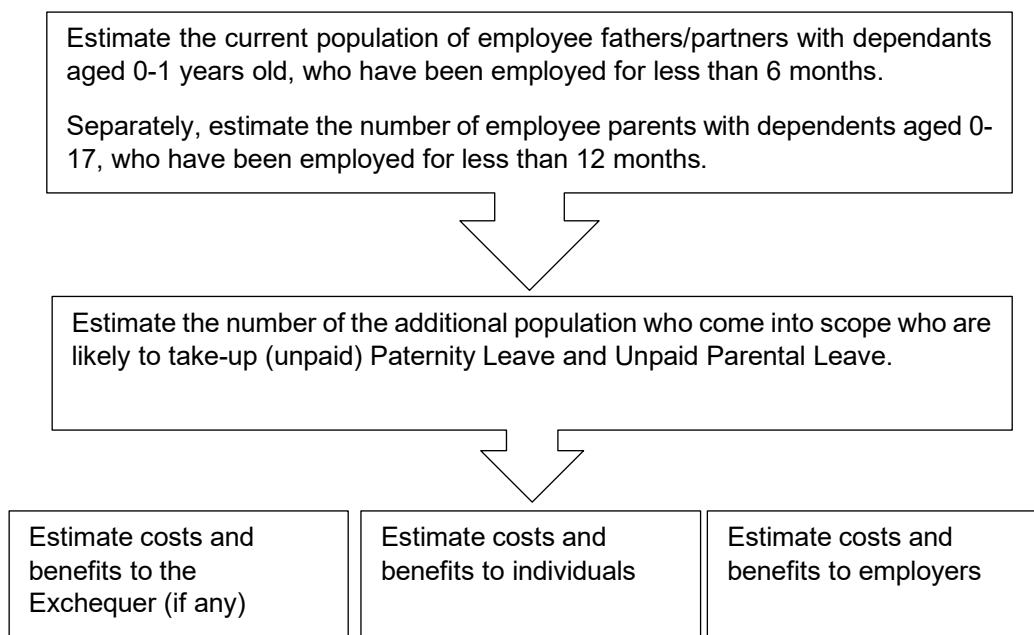 Estimate the current population of employee fathers/partners with dependants
aged 0-1 years old, who have been employed for less than 6 months.
Separately, estimate the number of employee parents with dependents aged 0-
17, who have been employed for less than 12 months.
Estimate the number of the additional population who come into scope who are
likely to take-up (unpaid) Paternity Leave and Unpaid Parental Leave.
Estimate costs and
benefits to the
Exchequer (if any)
Estimate costs and
benefits to individuals
Estimate costs and
benefits to employers